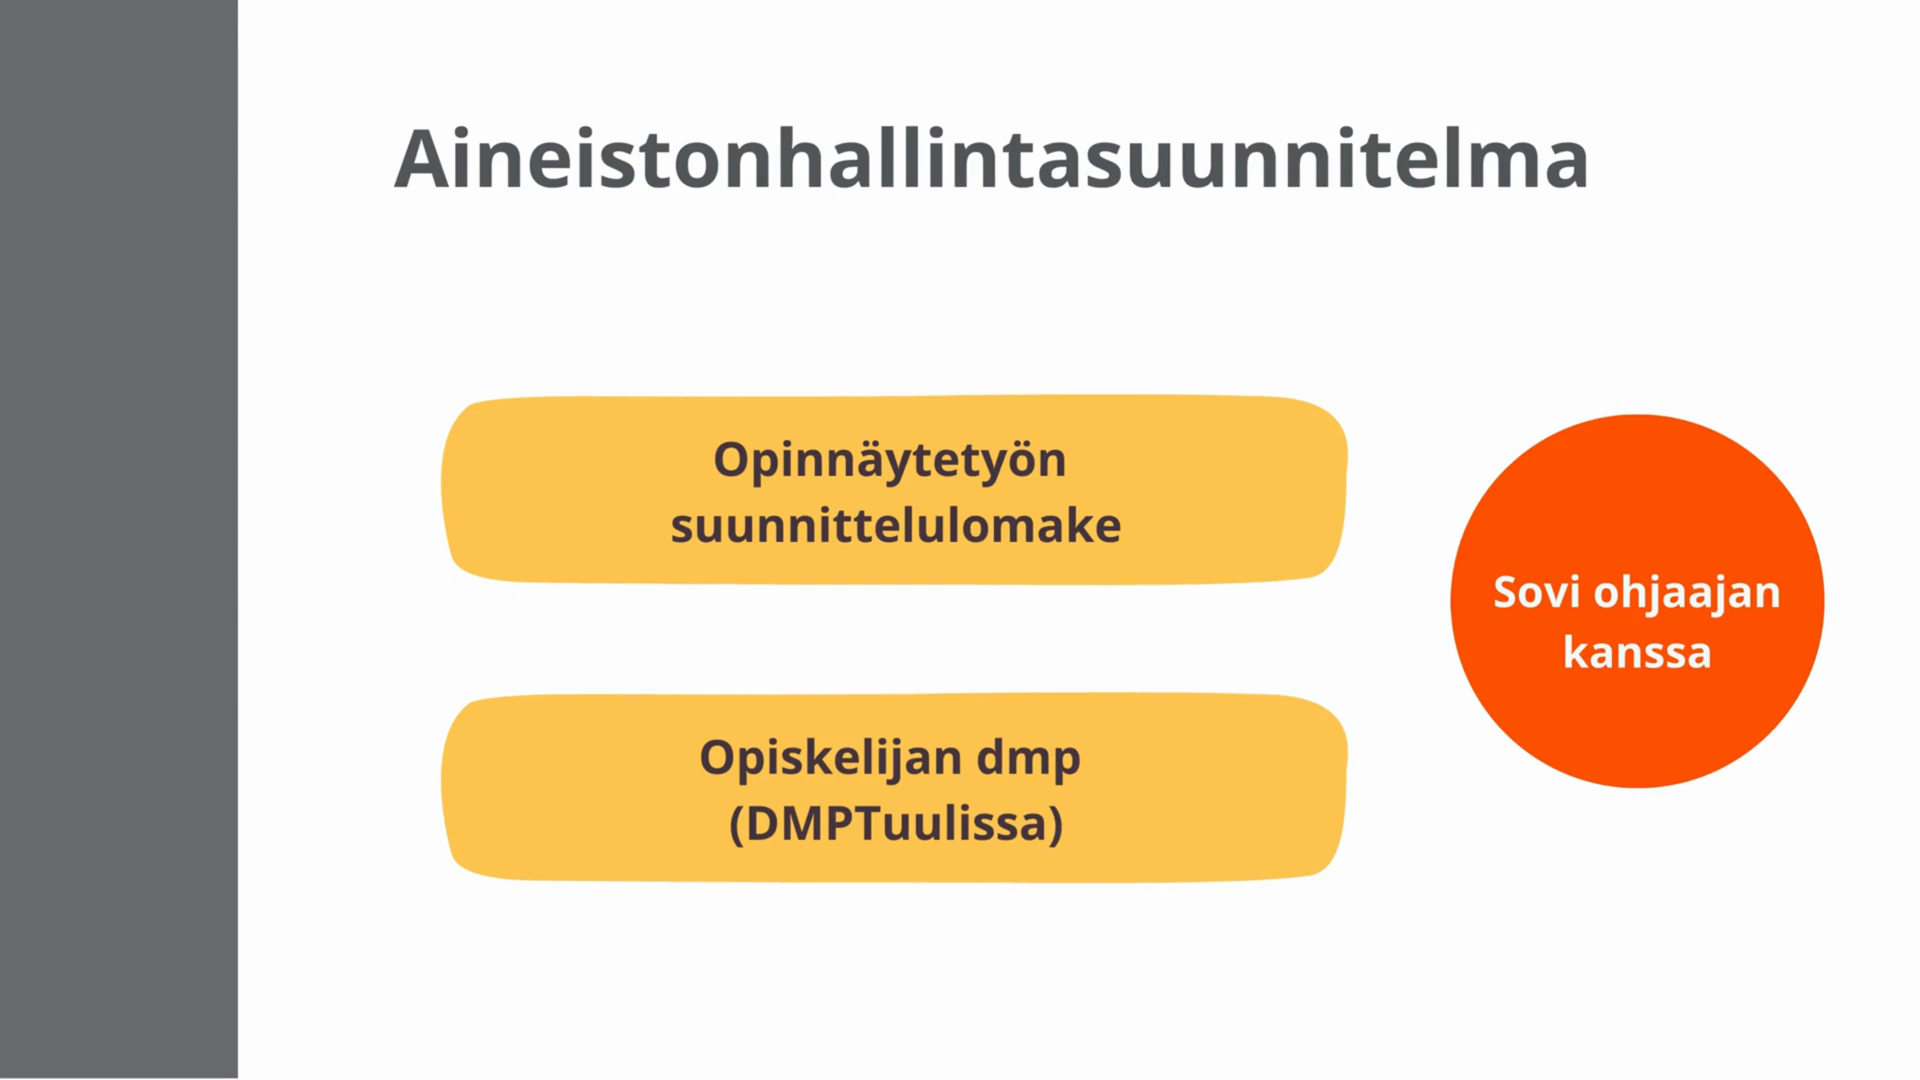 Aineistonhallintasuunnitelma
Opinnäytetyön
suunnittelulomake
Sovi ohjaajan
kanssa
Opiskelijan dmp
(DMPTuulissa)